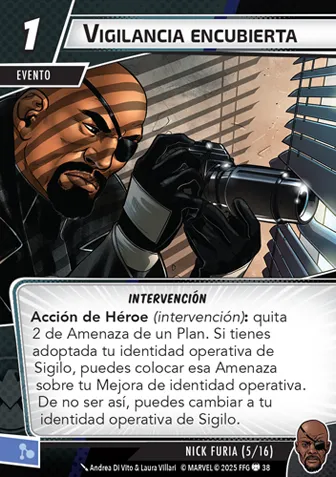 1
VIGILANCIA ENCUBIERTA
EVENTO
INTERVENCIÓN
Acción de Héroe (intervención): quita
2 de Amenaza de un Plan. Si tienes
adoptada tu identidad operativa de
Sigilo, puedes colocar esa Amenaza
sobre tu Mejora de identidad operativa.
De no ser así, puedes cambiar a tu
identidad operativa de Sigilo.
NICK FURIA (5/16)
Andrea Di Vito & Laura Villari © MARVEL © 2025 FFG 38